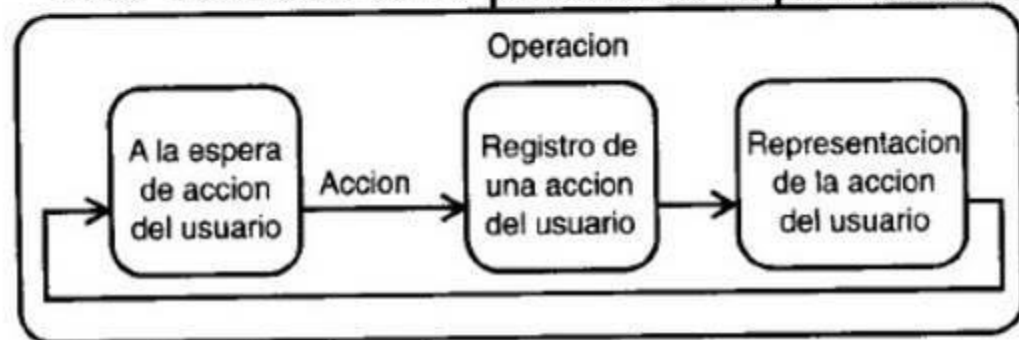 Operacion
A la espera
de accion
del usuario
Accion
Registro de
una accion
del usuario
Representacion
de la accion
del usuario